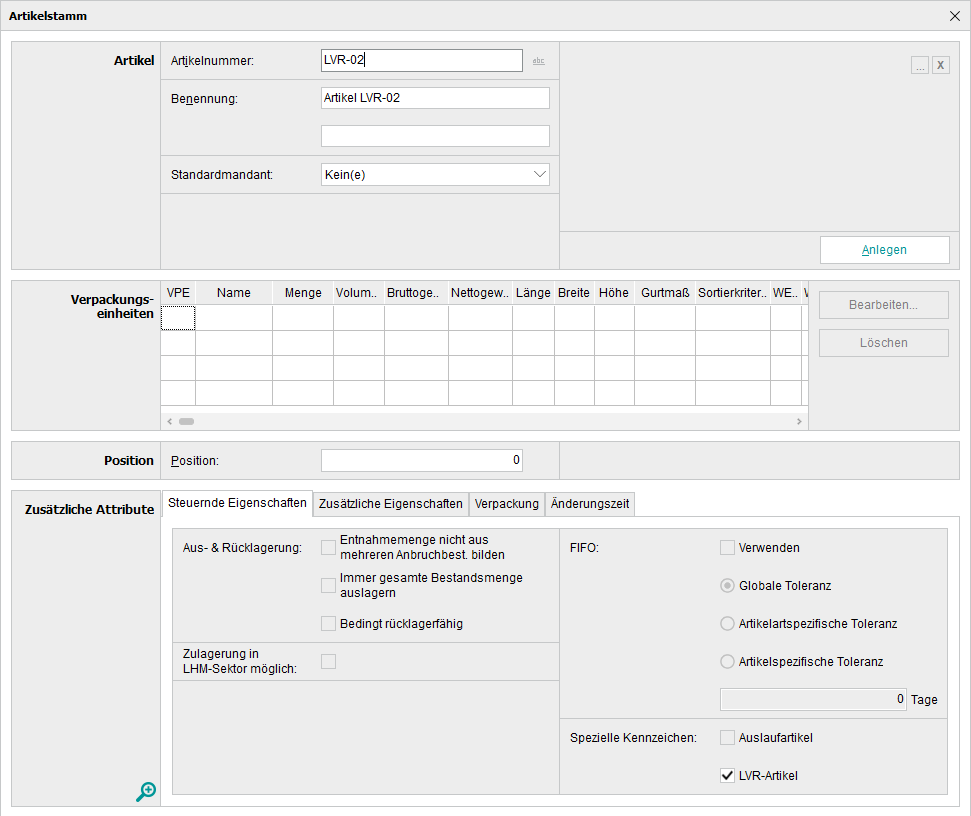 Artikelstamm
Artikel
Artikelnummer:
LVR-02
abc
...
X
Benennung:
Artikel LVR-02
Standardmandant:
Kein(e)
Anlegen
Verpackungs-
einheiten
VPE Name Menge Volum.. Bruttoge.. Nettogew.. Länge Breite Höhe Gurtmaß Sortierkriter.. WE..
Bearbeiten...
Löschen
Position
Position:
0
Zusätzliche Attribute
Steuernde Eigenschaften Zusätzliche Eigenschaften Verpackung Änderungszeit
Aus- & Rücklagerung:
Entnahmemenge nicht aus
mehreren Anbruchbest. bilden
Immer gesamte Bestandsmenge
auslagern
Bedingt rücklagerfähig
Zulagerung in
LHM-Sektor möglich:
FIFO:
Verwenden
Globale Toleranz
Artikelartspezifische Toleranz
Artikelspezifische Toleranz
0 Tage
Spezielle Kennzeichen:
Auslaufartikel
LVR-Artikel